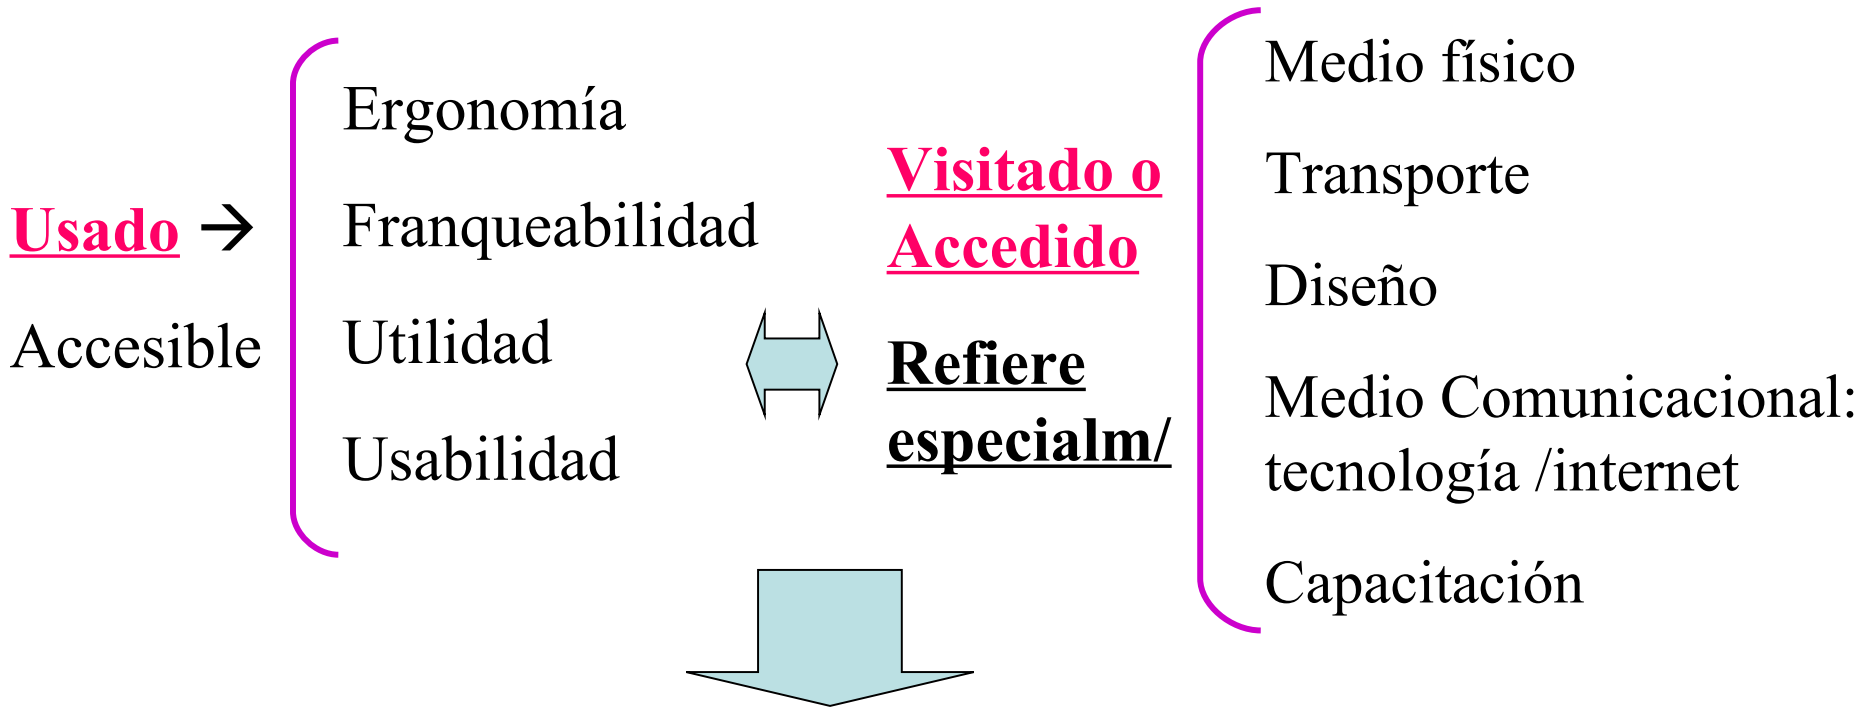 Usado →
Accesible
Ergonomía
Franqueabilidad
Utilidad
Usabilidad
Visitado o
Accedido
Refiere
especialm/
Medio físico
Transporte
Diseño
Medio Comunicacional:
tecnología /internet
Capacitación